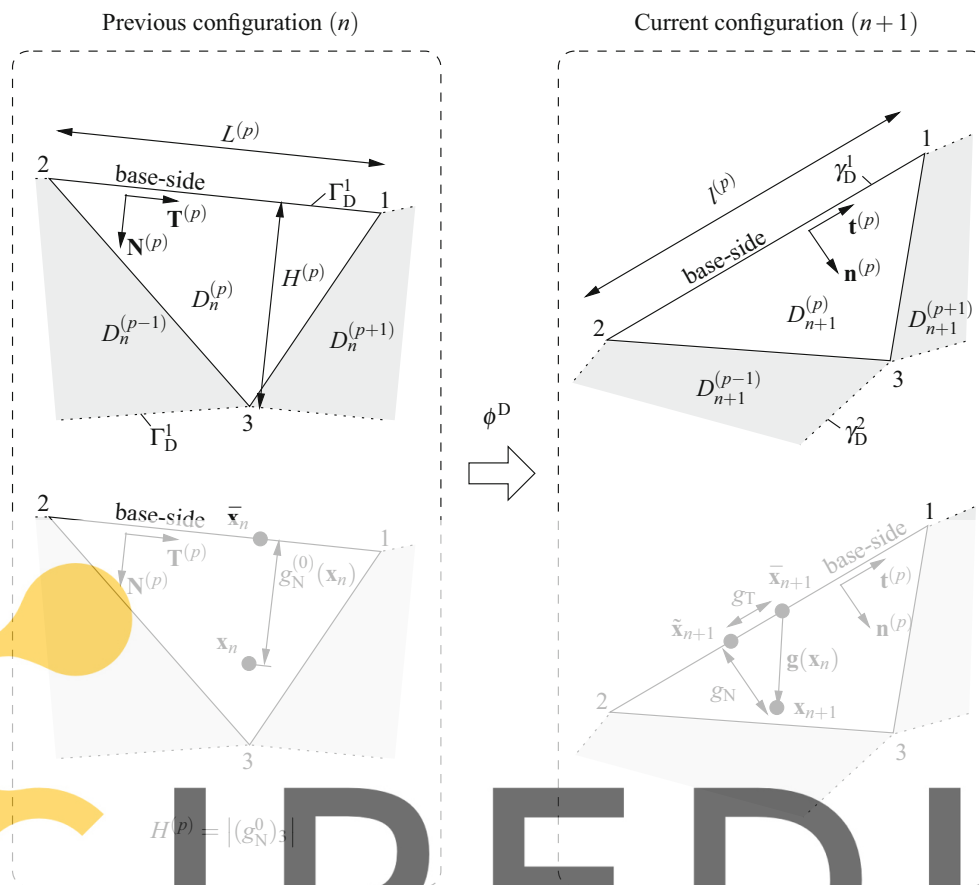 Previous configuration (n)
Current configuration (n+1)
L^(p)
2
base-side
Γ_D^1
1
T^(p)
N^(p)
H^(p)
D_n^(p)
D_n^(p−1)
D_n^(p+1)
3
Γ_D^1
1
γ_D^1
l^(p)
t^(p)
base-side
n^(p)
D_{n+1}^(p)
D_{n+1}^(p+1)
2
3
D_{n+1}^(p−1)
γ_D^2
ϕ^D
2
base-side
x̄_n
1
T^(p)
N^(p)
g_N^(0)(x_n)
x_n
3
H^(p) = |(g_N^0)_3|
1
base-side
x̄_{n+1}
t^(p)
g_T
x̃_{n+1}
n^(p)
g(x_n)
g_N
2
x_{n+1}
3